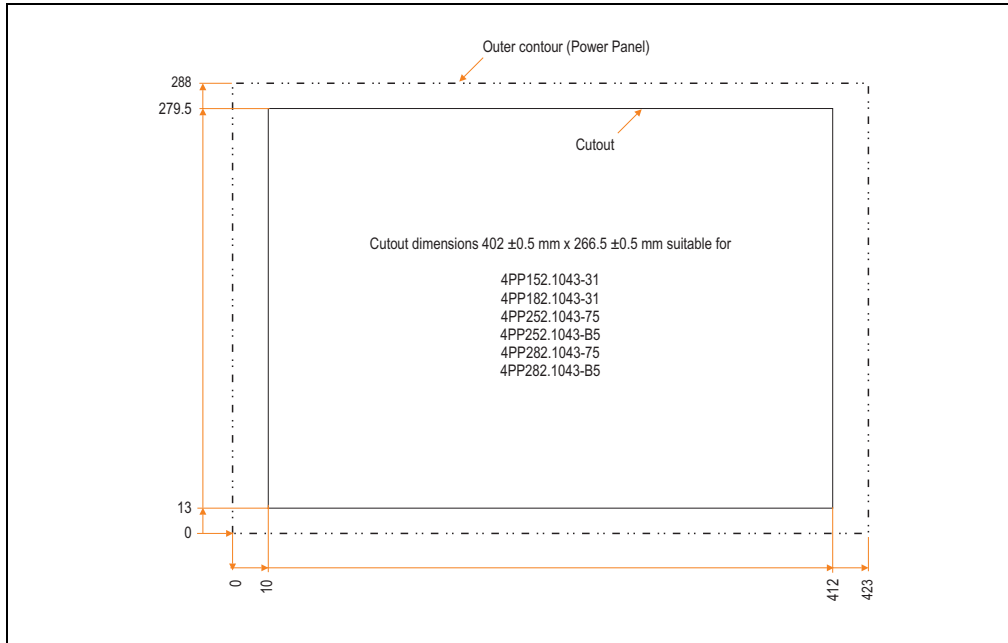 Outer contour (Power Panel)
288
279.5
Cutout
Cutout dimensions 402 ±0.5 mm x 266.5 ±0.5 mm suitable for
4PP152.1043-31
4PP182.1043-31
4PP252.1043-75
4PP252.1043-B5
4PP282.1043-75
4PP282.1043-B5
13
0
0
10
412
423